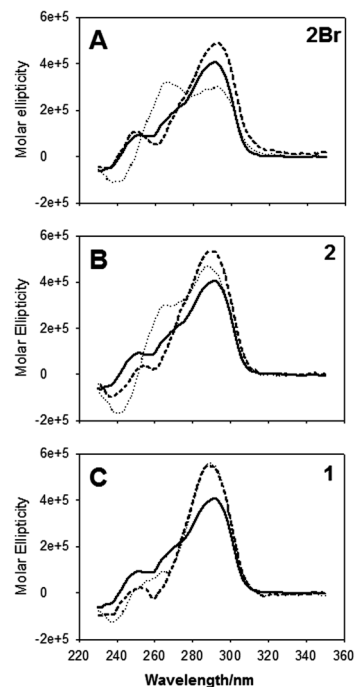 A
2Br
Molar ellipticity
6e+5
4e+5
2e+5
0
-2e+5
B
2
Molar Ellipticity
6e+5
4e+5
2e+5
0
-2e+5
C
1
Molar Ellipticity
6e+5
4e+5
2e+5
0
-2e+5
220 240 260 280 300 320 340 360
Wavelength/nm